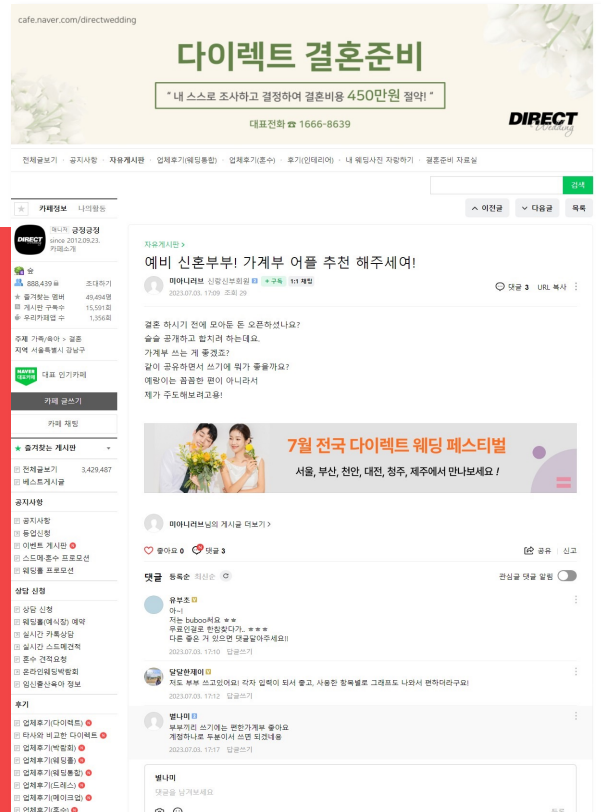 cafe.naver.com/directwedding
다이렉트 결혼준비
" 내 스스로 조사하고 결정하여 결혼비용 450만원 절약! "
대표전화 ☎ 1666-8639
DIRECT
Wedding
전체글보기 · 공지사항 · 자유게시판 · 업체후기(웨딩통합) · 업체후기(혼수) · 후기(인테리어) · 내 웨딩사진 자랑하기 · 결혼준비 자료실
검색
카페정보 나의활동
이전글 다음글 목록
DIRECT
매니저 긍정긍정
since 2012.09.23.
카페소개
숲
888,439 초대하기
즐겨찾는 멤버 49,494명
게시판 구독수 15,591회
우리카페앱 수 1,356회
주제 가족/육아 > 결혼
지역 서울특별시 강남구
NAVER 대표카페 대표 인기카페
카페 글쓰기
카페 채팅
즐겨찾는 게시판
전체글보기 3,429,487
베스트게시글
공지사항
공지사항
등업신청
이벤트 게시판
스드메·혼수 프로모션
웨딩홀 프로모션
상담 신청
상담 신청
웨딩홀(예식장) 예약
실시간 카톡상담
실시간 스드메견적
혼수 견적요청
온라인웨딩박람회
임신출산육아 정보
후기
업체후기(다이렉트)
타사와 비교한 다이렉트
업체후기(박람회)
업체후기(웨딩홀)
업체후기(웨딩통합)
업체후기(드레스)
업체후기(메이크업)
업체후기(혼수)
자유게시판 >
예비 신혼부부! 가계부 어플 추천 해주세여!
미야니러브 신랑신부회원 + 구독 1:1 채팅
2023.07.03. 17:09 조회 29
댓글 3 URL 복사
결혼 하시기 전에 모아둔 돈 오픈하셨나요?
슬슬 공개하고 합치려 하는데요.
가계부 쓰는 게 좋겠죠?
같이 공유하면서 쓰기에 뭐가 좋을까요?
예랑이는 꼼꼼한 편이 아니라서
제가 주도해보려고용!
7월 전국 다이렉트 웨딩 페스티벌
서울, 부산, 천안, 대전, 청주, 제주에서 만나보세요 !
미야니러브님의 게시글 더보기 >
좋아요 0 댓글 3
공유 신고
댓글 등록순 최신순
관심글 댓글 알림
유부초
아~!
저는 buboo써요 ★★
무료인걸로 한참찾다가.. ★★★
다른 좋은 거 있으면 댓글달아주세요!!
2023.07.03. 17:10 답글쓰기
달달한재이
저도 부부 쓰고있어요! 각자 입력이 되서 좋고, 사용한 항목별로 그래프도 나와서 편하더라구요!
2023.07.03. 17:12 답글쓰기
별나미
부부끼리 쓰기에는 편한가계부 좋아요
계정하나로 두분이서 쓰면 되겠네용
2023.07.03. 17:17 답글쓰기
별나미
댓글을 남겨보세요
등록